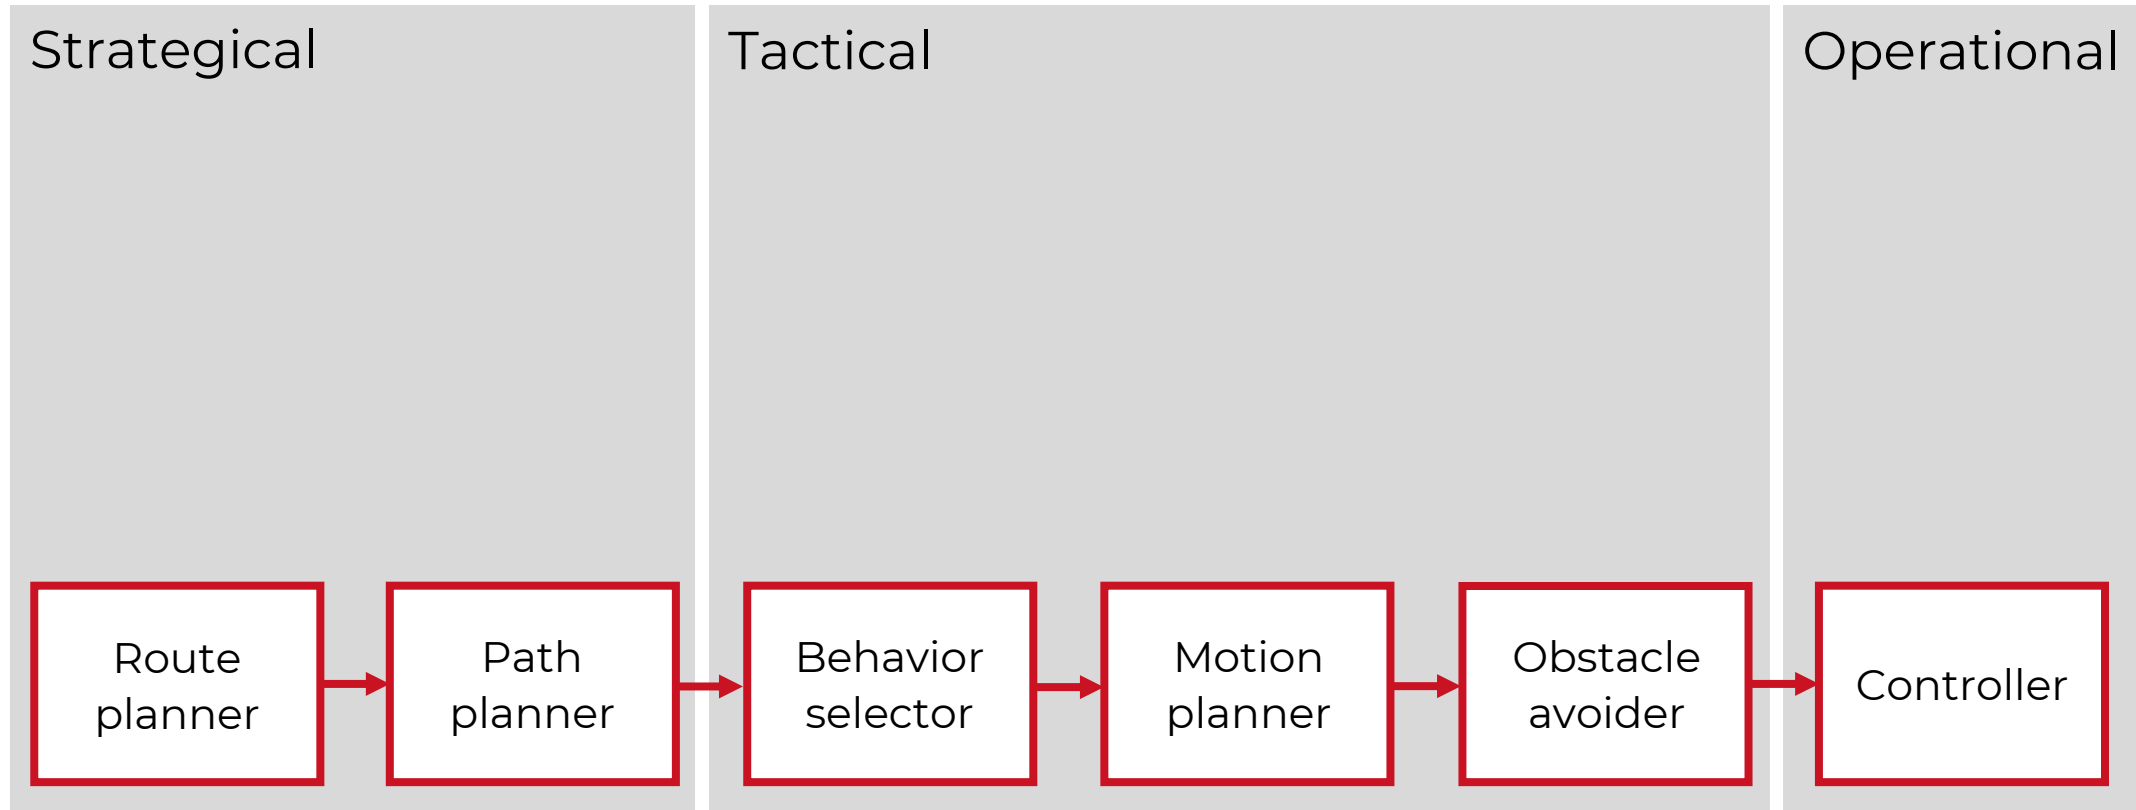 Strategical
Tactical
Operational
Route
planner
Path
planner
Behavior
selector
Motion
planner
Obstacle
avoider
Controller